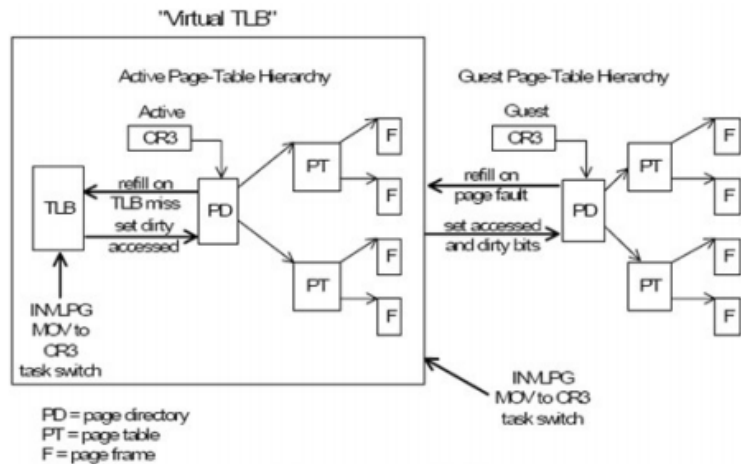 "Virtual TLB"
Active Page-Table Hierarchy
Guest Page-Table Hierarchy
Active
CR3
F
PT
F
TLB
refill on
TLB miss
set dirty
accessed
PD
F
PT
F
INVLPG
MOV to
CR3
task switch
Guest
CR3
F
PT
F
refill on
page fault
set accessed
and dirty bits
PD
F
PT
F
INVLPG
MOV to CR3
task switch
PD = page directory
PT = page table
F = page frame